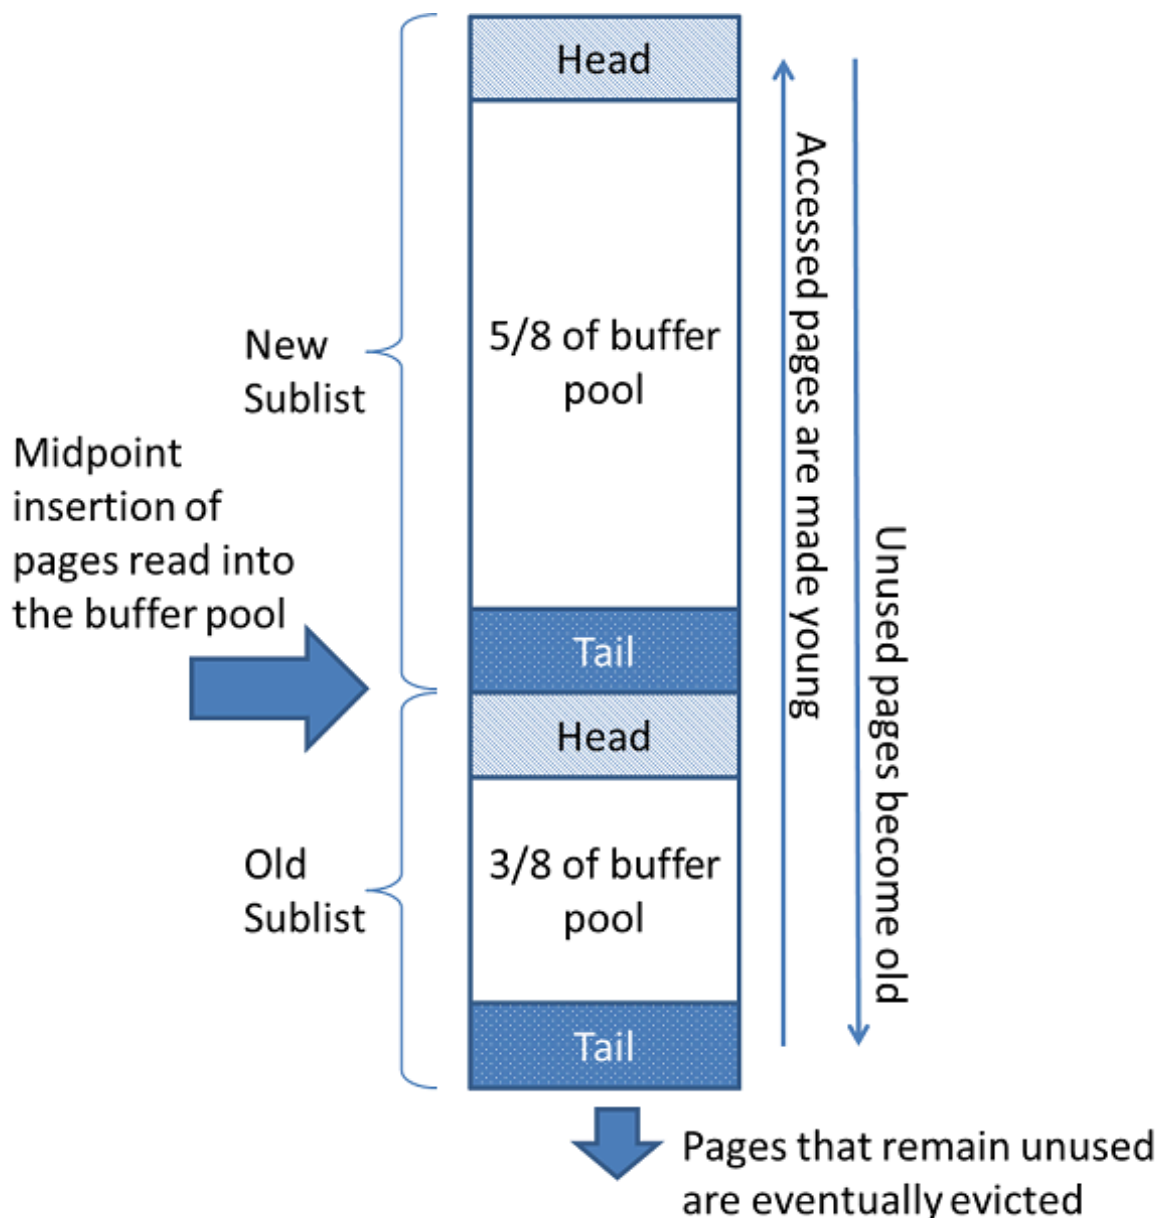 Head
5/8 of buffer
pool
New
Sublist
Midpoint
insertion of
pages read into
the buffer pool
Tail
Head
Old
Sublist
3/8 of buffer
pool
Tail
Accessed pages are made young
Unused pages become old
Pages that remain unused
are eventually evicted